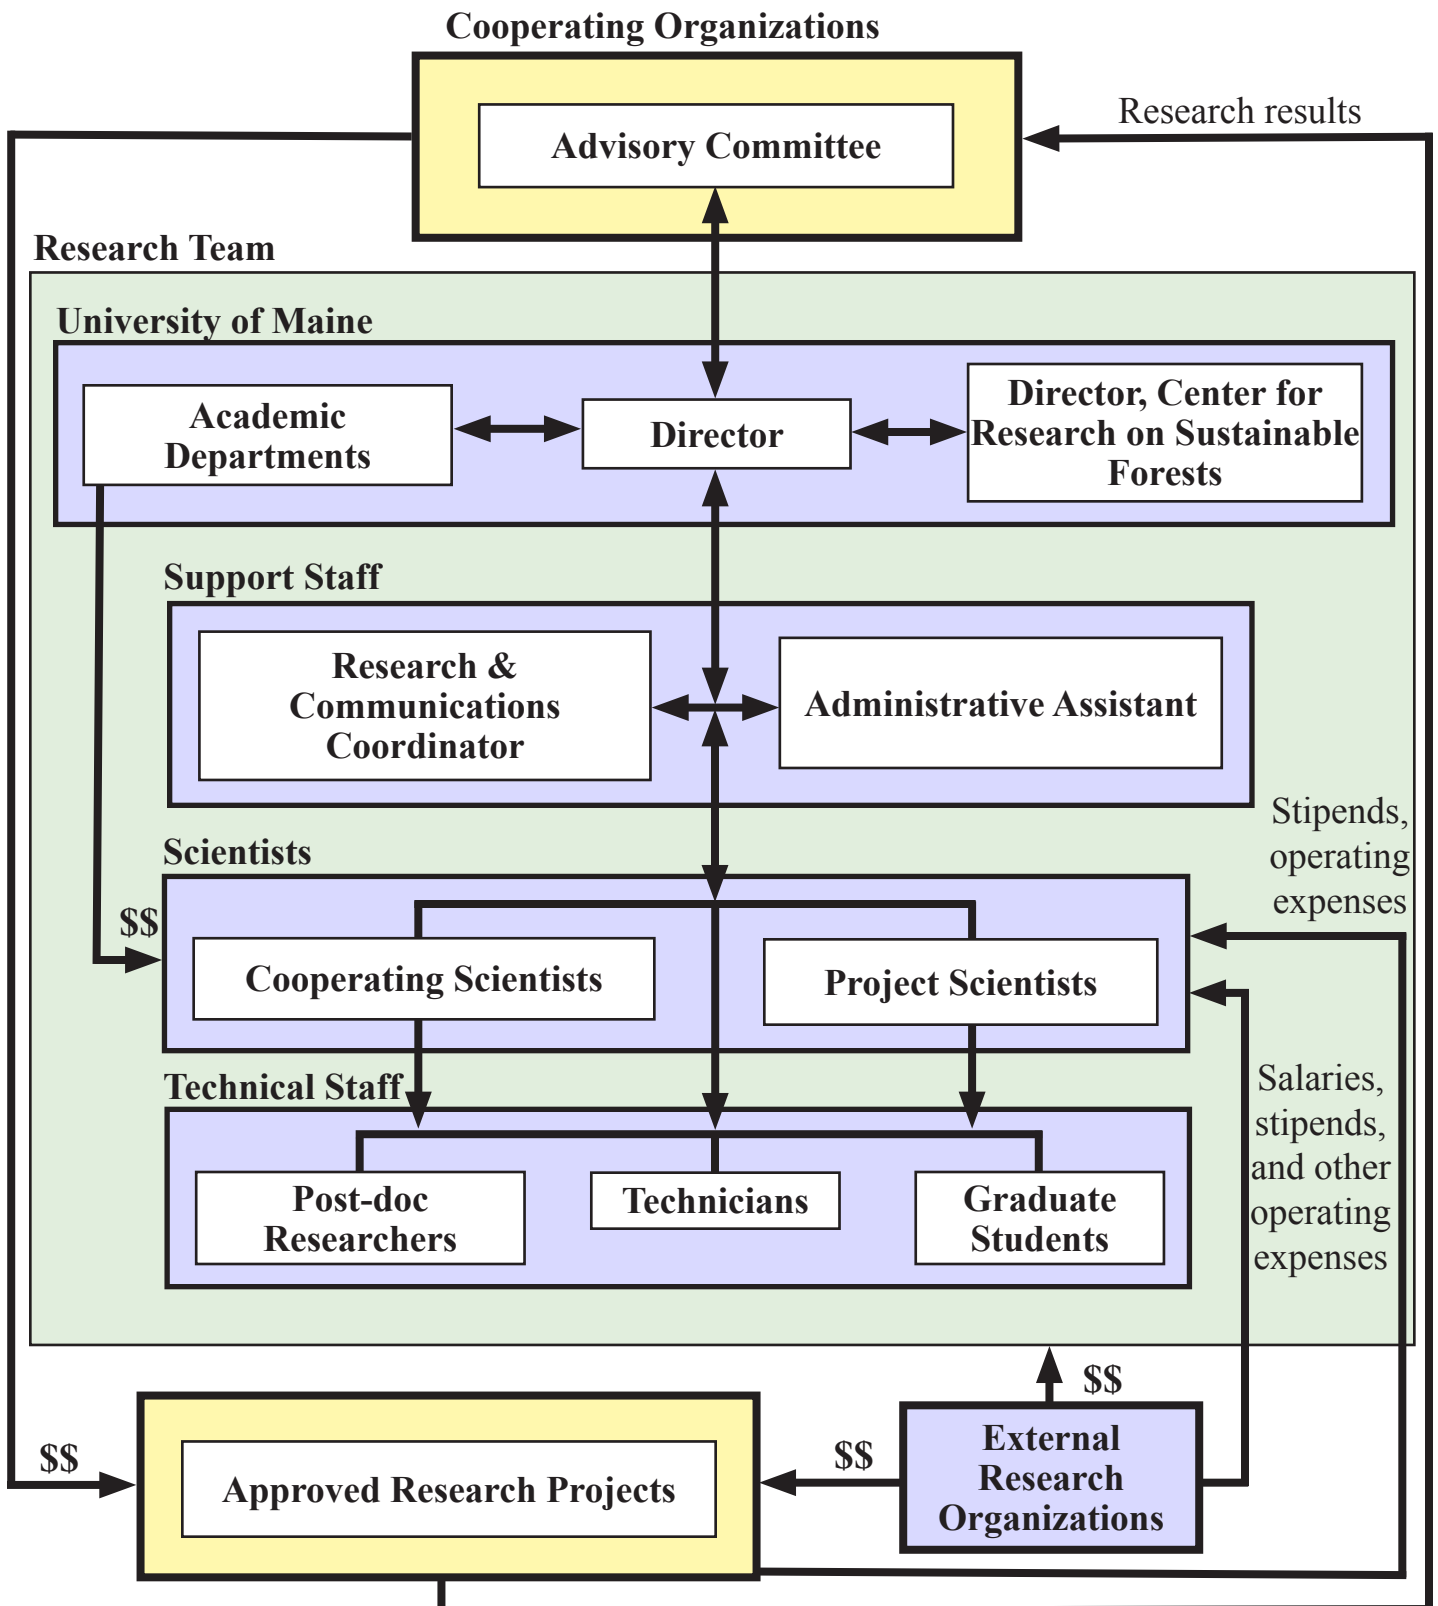 Cooperating Organizations
Advisory Committee
Research results
Research Team
University of Maine
Academic
Departments
Director
Director, Center for
Research on Sustainable
Forests
Support Staff
Research &
Communications
Coordinator
Administrative Assistant
Stipends,
operating
expenses
Scientists
$$
Cooperating Scientists
Project Scientists
Salaries,
stipends,
and other
operating
expenses
Technical Staff
Post-doc
Researchers
Technicians
Graduate
Students
$$
$$
Approved Research Projects
$$
External
Research
Organizations